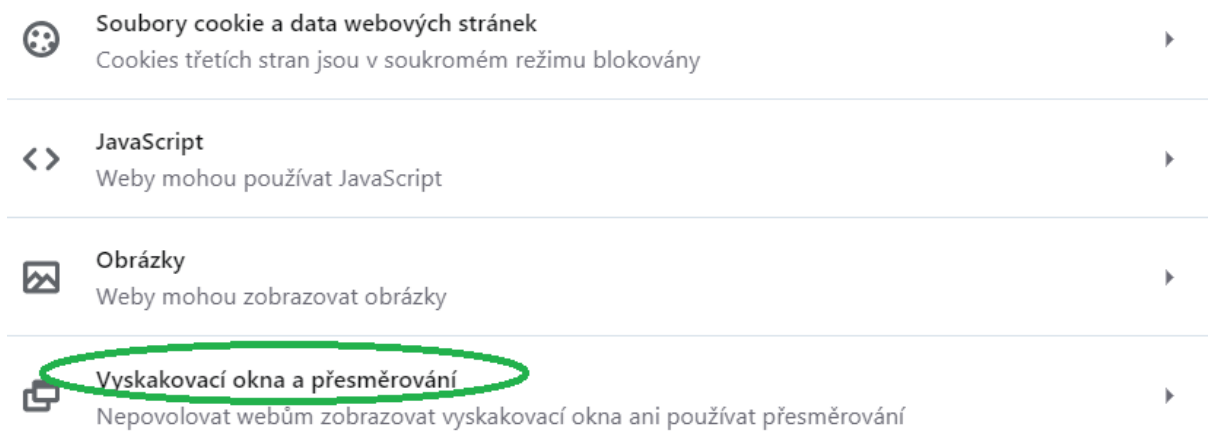 Soubory cookie a data webových stránek
Cookies třetích stran jsou v soukromém režimu blokovány
JavaScript
Weby mohou používat JavaScript
Obrázky
Weby mohou zobrazovat obrázky
Vyskakovací okna a přesměrování
Nepovolovat webům zobrazovat vyskakovací okna ani používat přesměrování